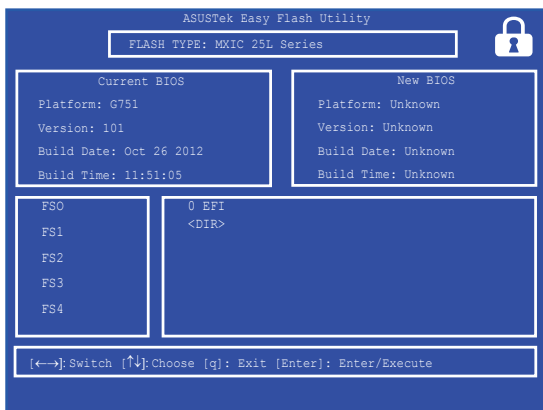 ASUSTek Easy Flash Utility
FLASH TYPE: MXIC 25L Series
Current BIOS
Platform: G751
Version: 101
Build Date: Oct 26 2012
Build Time: 11:51:05
New BIOS
Platform: Unknown
Version: Unknown
Build Date: Unknown
Build Time: Unknown
FSO
FS1
FS2
FS3
FS4
0 EFI
<DIR>
[←→]: Switch [↑↓]: Choose [q]: Exit [Enter]: Enter/Execute